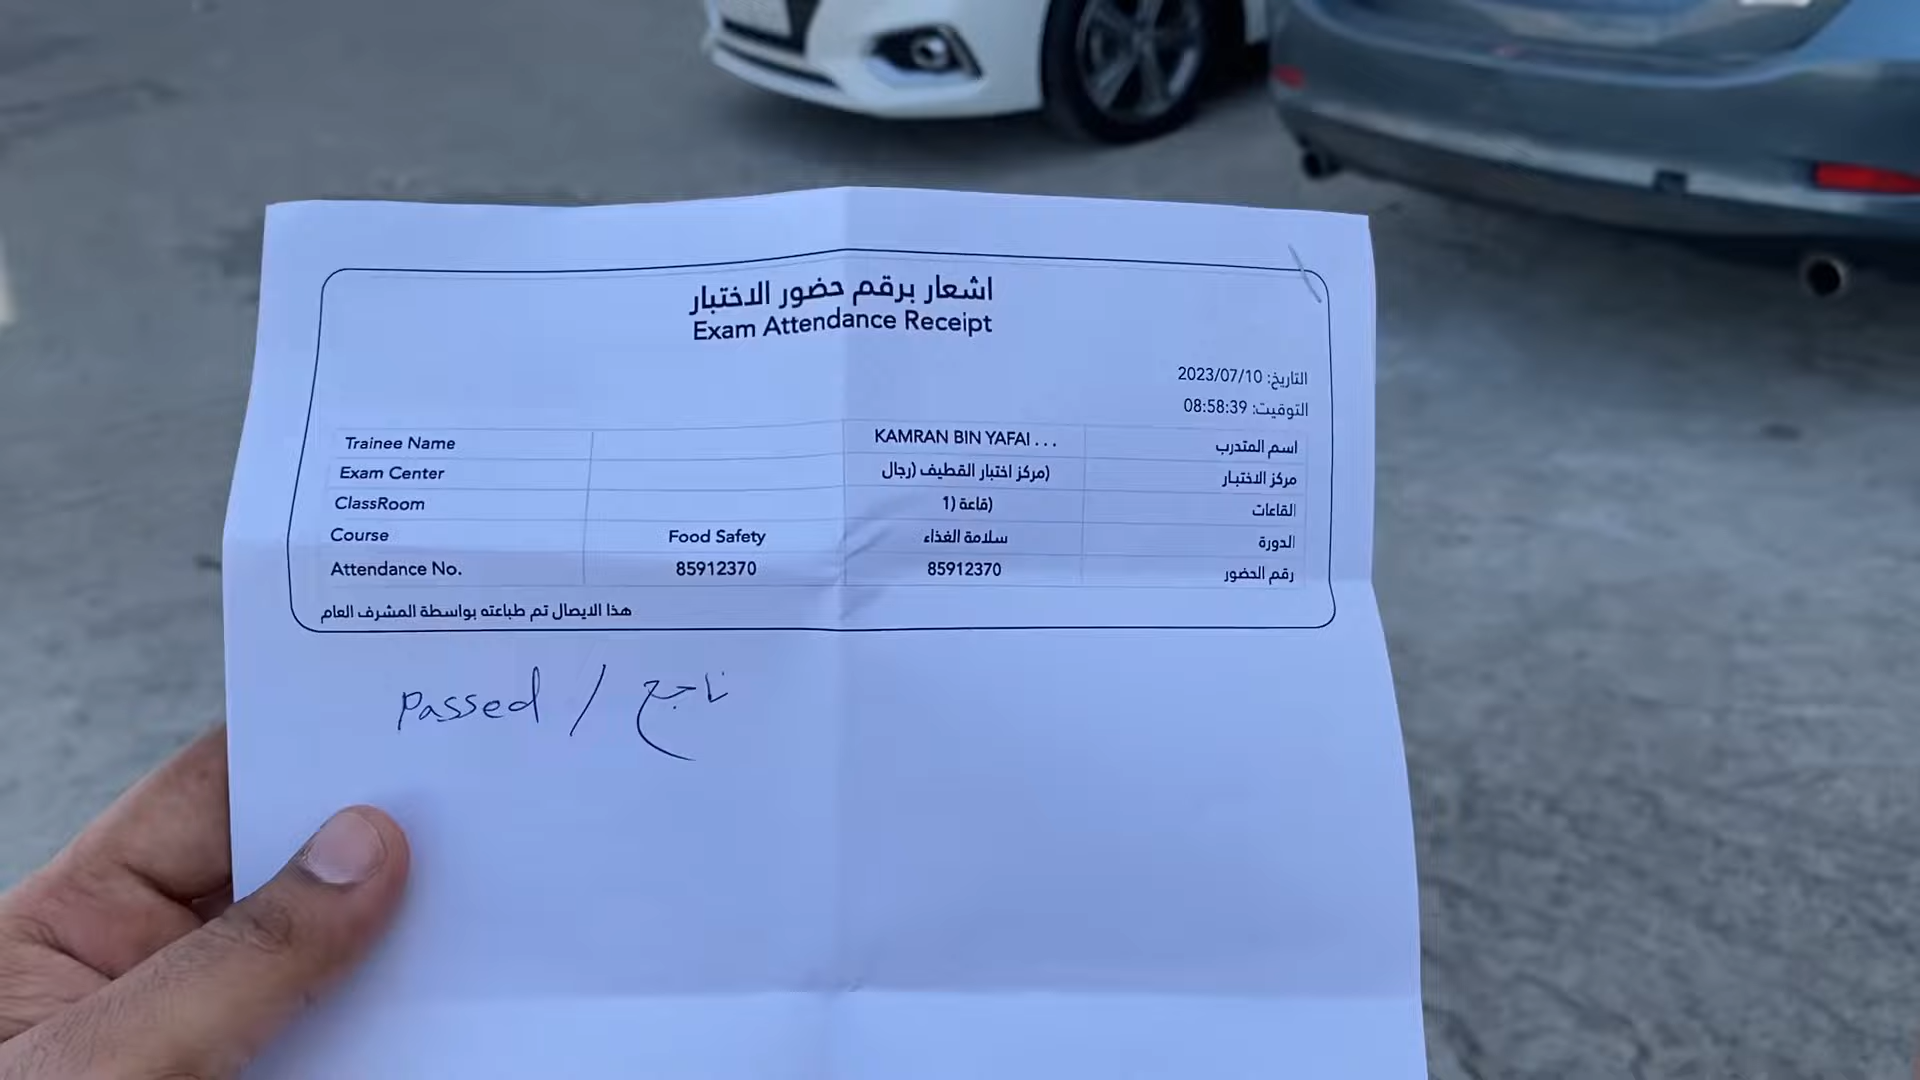 اشعار برقم حضور الاختبار
Exam Attendance Receipt
التاريخ: 2023/07/10
التوقيت: 08:58:39
Trainee Name KAMRAN BIN YAFAI . . . اسم المتدرب
Exam Center (مركز اختبار القطيف (رجال مركز الاختبار
ClassRoom (قاعة (1 القاعات
Course Food Safety سلامة الغذاء الدورة
Attendance No. 85912370 85912370 رقم الحضور
هذا الايصال تم طباعته بواسطة المشرف العام
Passed / ناجح